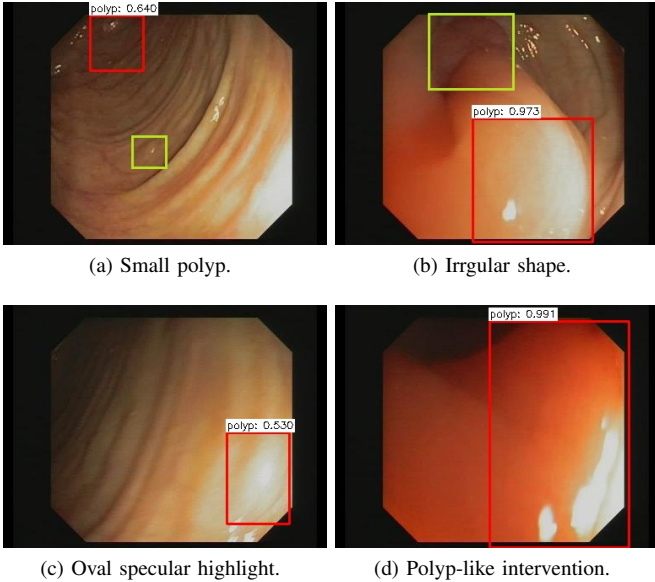 polyp: 0.640
polyp: 0.973
(a) Small polyp.
(b) Irrgular shape.
polyp: 0.991
polyp: 0.530
(c) Oval specular highlight.
(d) Polyp-like intervention.